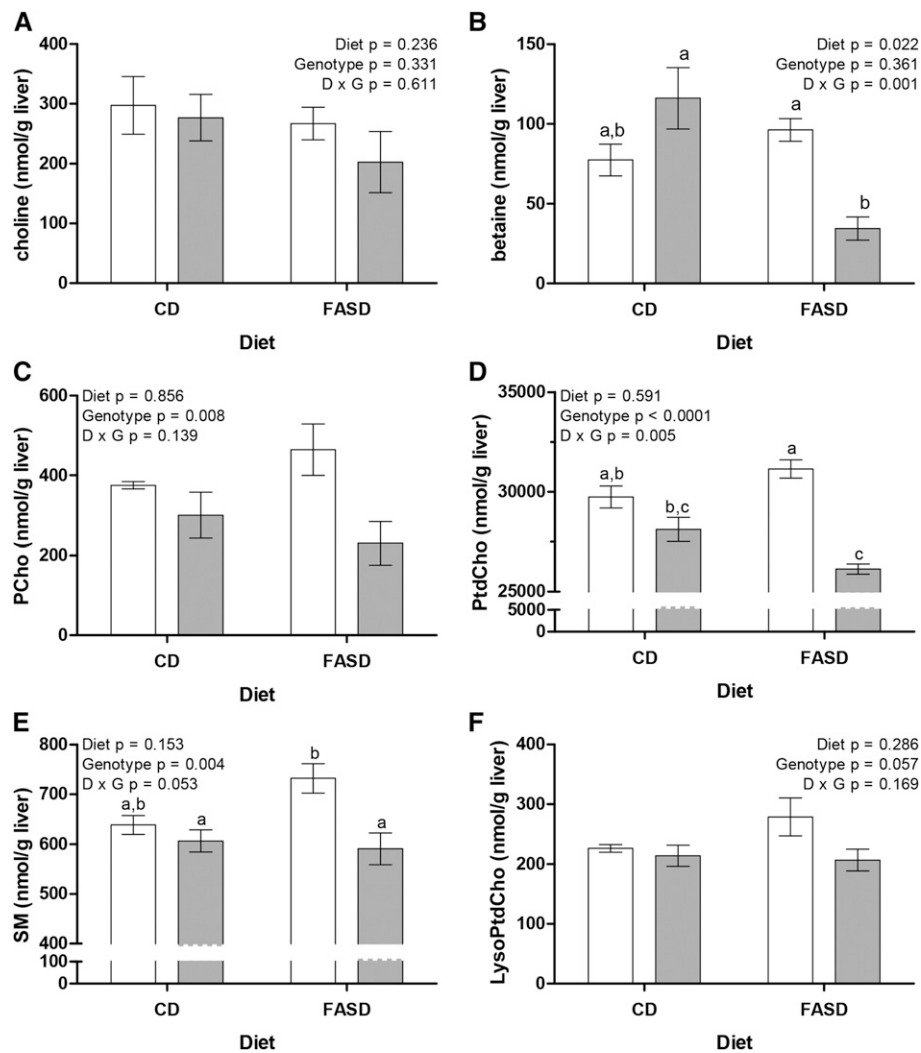 A
choline (nmol/g liver)
400
300
200
100
0
Diet p = 0.236
Genotype p = 0.331
D x G p = 0.611
CD
FASD
Diet
B
betaine (nmol/g liver)
150
100
50
0
Diet p = 0.022
Genotype p = 0.361
D x G p = 0.001
a,b
a
a
b
CD
FASD
Diet
C
PCho (nmol/g liver)
600
400
200
0
Diet p = 0.856
Genotype p = 0.008
D x G p = 0.139
CD
FASD
Diet
D
PtdCho (nmol/g liver)
35000
30000
25000
5000
0
Diet p = 0.591
Genotype p < 0.0001
D x G p = 0.005
a,b
b,c
a
c
CD
FASD
Diet
E
SM (nmol/g liver)
800
700
600
500
400
100
0
Diet p = 0.153
Genotype p = 0.004
D x G p = 0.053
a,b
a
b
a
CD
FASD
Diet
F
LysoPtdCho (nmol/g liver)
400
300
200
100
0
Diet p = 0.286
Genotype p = 0.057
D x G p = 0.169
CD
FASD
Diet